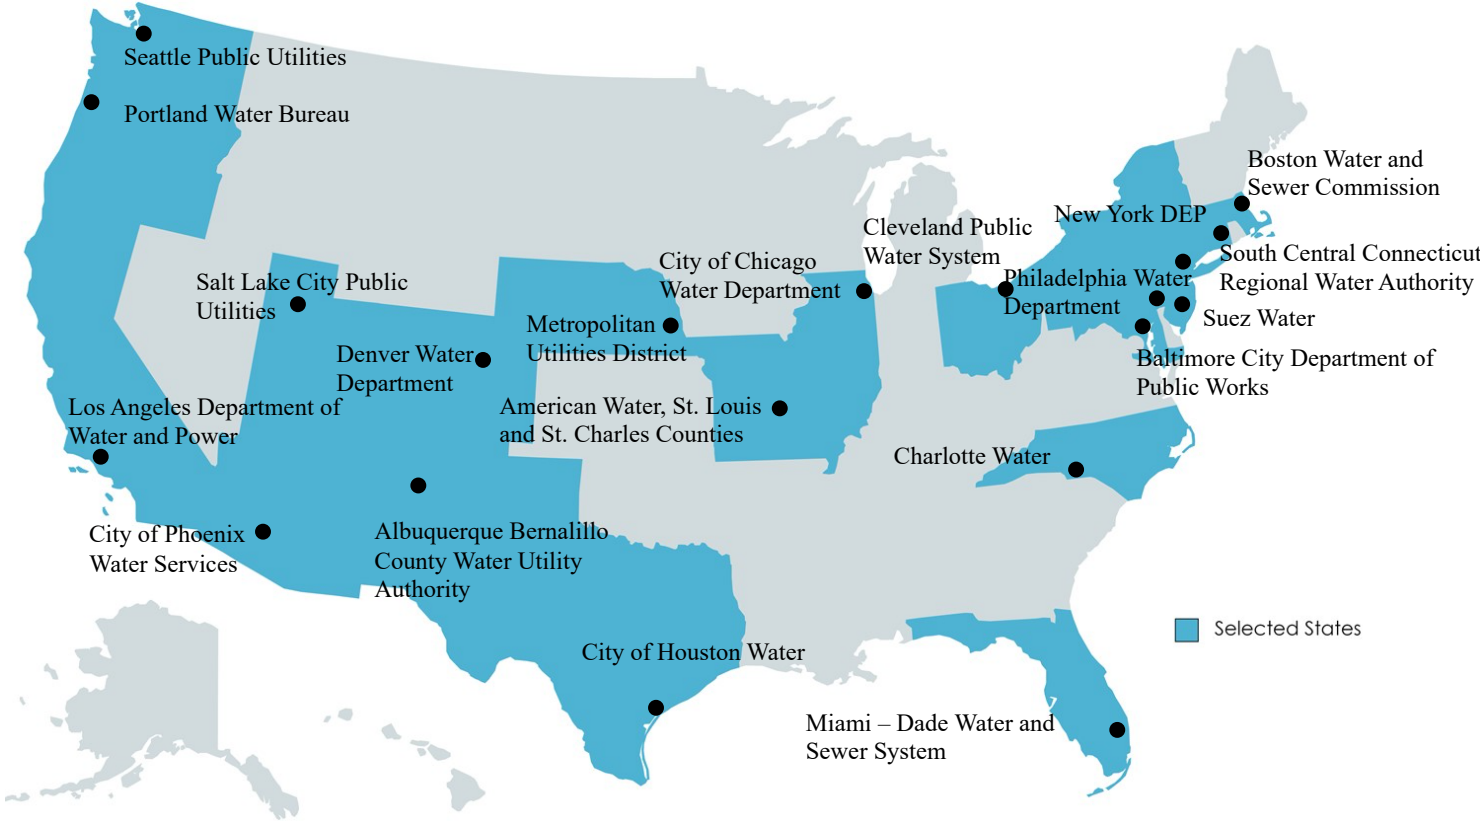 Seattle Public Utilities
Portland Water Bureau
Boston Water and
Sewer Commission
New York DEP
Cleveland Public
Water System
South Central Connecticut
Regional Water Authority
City of Chicago
Water Department
Philadelphia Water
Department
Salt Lake City Public
Utilities
Suez Water
Metropolitan
Utilities District
Denver Water
Department
Baltimore City Department of
Public Works
Los Angeles Department of
Water and Power
American Water, St. Louis
and St. Charles Counties
Charlotte Water
City of Phoenix
Water Services
Albuquerque Bernalillo
County Water Utility
Authority
Selected States
City of Houston Water
Miami – Dade Water and
Sewer System